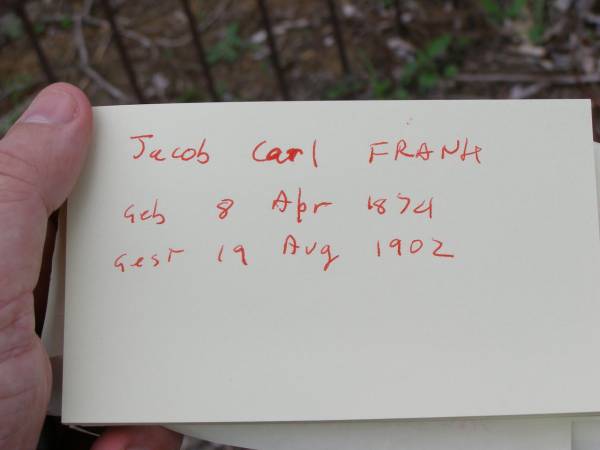 Jacob Carl FRANK
Geb 8 Apr 1874
Gest 19 Aug 1902